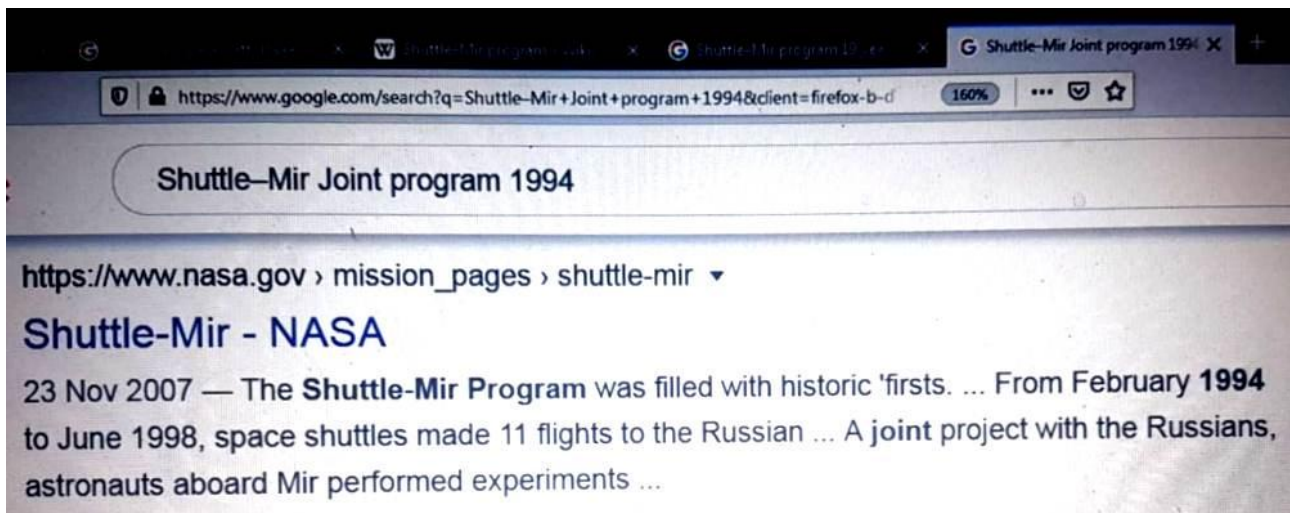 G Shuttle–Mir Joint program 1994 X
https://www.google.com/search?q=Shuttle–Mir+Joint+program+1994&client=firefox-b-d 160%
Shuttle–Mir Joint program 1994
https://www.nasa.gov › mission_pages › shuttle-mir
Shuttle-Mir - NASA
23 Nov 2007 — The Shuttle-Mir Program was filled with historic 'firsts. ... From February 1994
to June 1998, space shuttles made 11 flights to the Russian ... A joint project with the Russians,
astronauts aboard Mir performed experiments ...